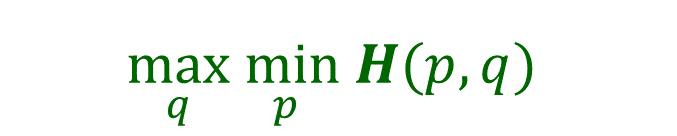 max min H(p, q)
q p